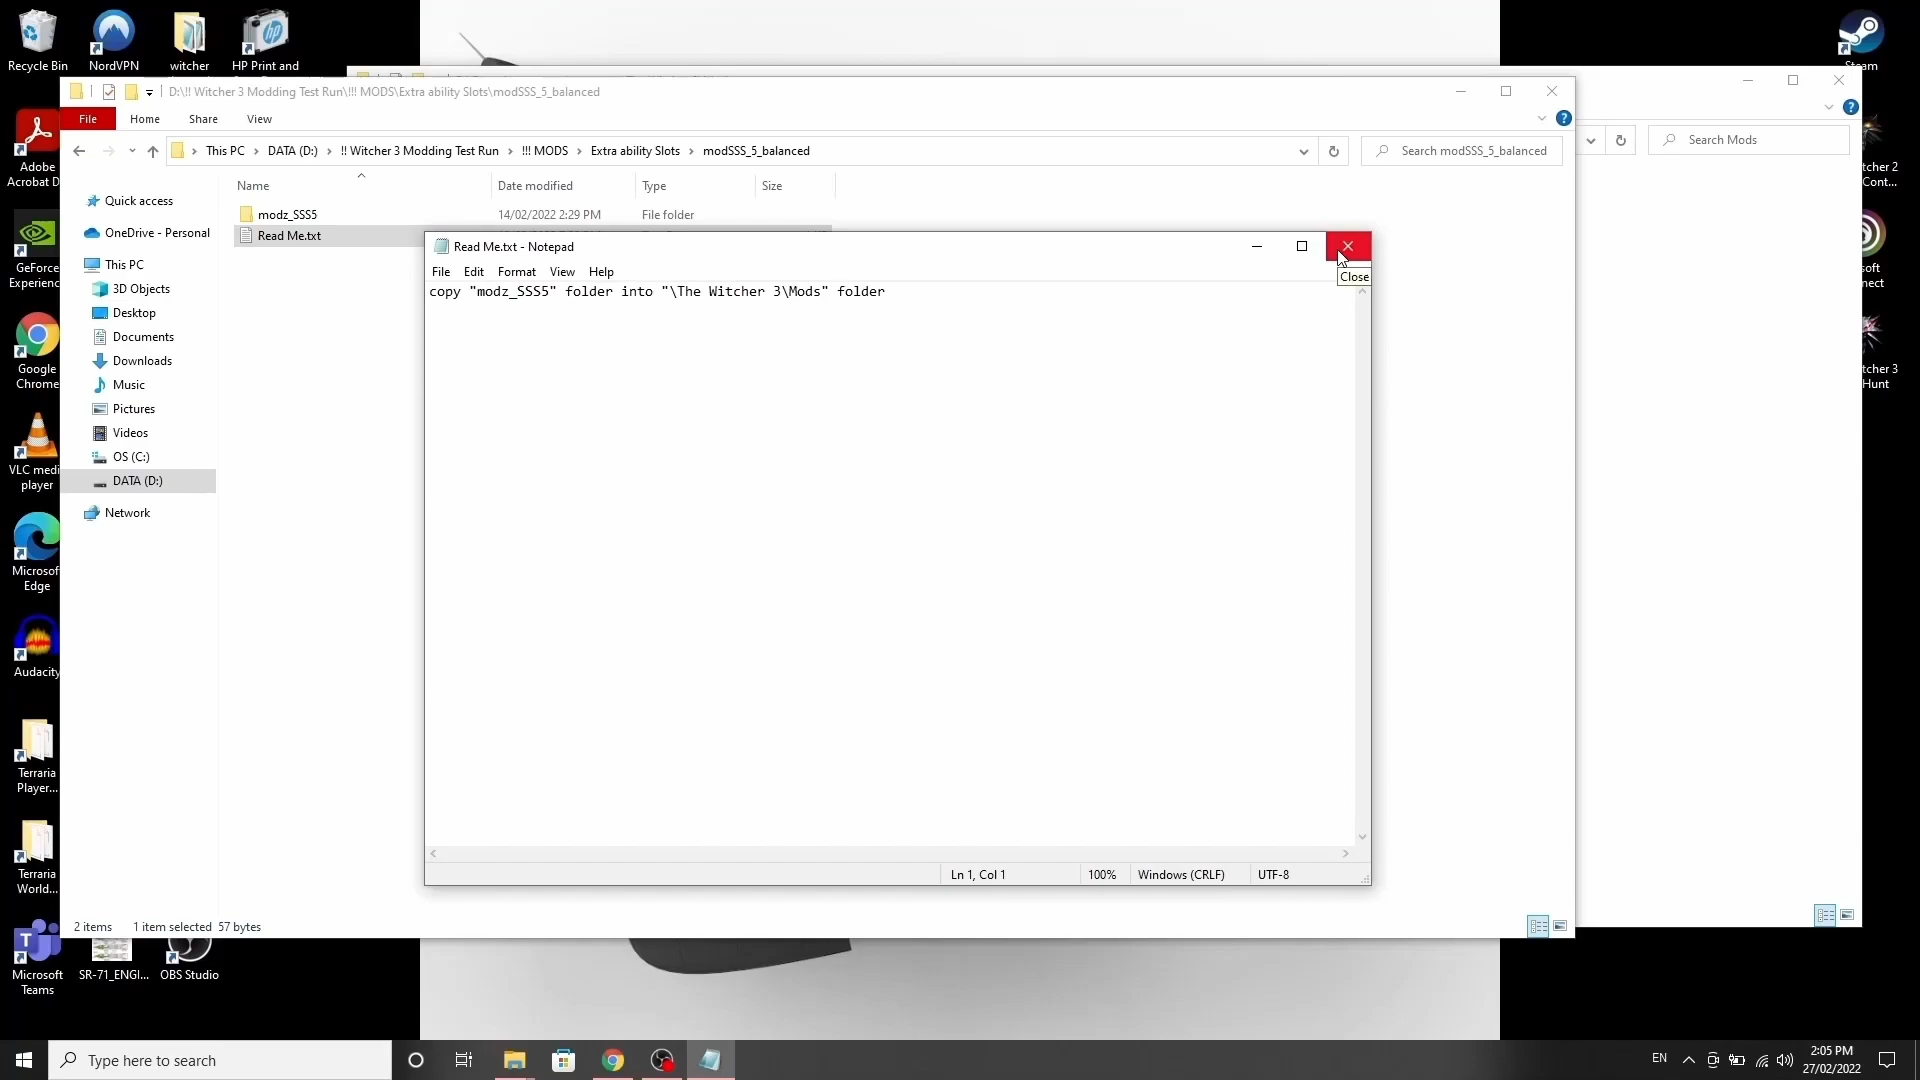 Recycle Bin
NordVPN
witcher
HP Print and
Steam
D:\!! Witcher 3 Modding Test Run\!!! MODS\Extra ability Slots\modSSS_5_balanced
File Home Share View
This PC > DATA (D:) > !! Witcher 3 Modding Test Run > !!! MODS > Extra ability Slots > modSSS_5_balanced
Search modSSS_5_balanced
Search Mods
Name Date modified Type Size
modz_SSS5 14/02/2022 2:29 PM File folder
Read Me.txt
Quick access
OneDrive - Personal
This PC
3D Objects
Desktop
Documents
Downloads
Music
Pictures
Videos
OS (C:)
DATA (D:)
Network
Read Me.txt - Notepad
File Edit Format View Help
Close
copy "modz_SSS5" folder into "\The Witcher 3\Mods" folder
Ln 1, Col 1 100% Windows (CRLF) UTF-8
2 items 1 item selected 57 bytes
Adobe
Acrobat D
GeForce
Experienc
Google
Chrome
VLC medi
player
Microsof
Edge
Audacity
Terraria
Player...
Terraria
World...
Microsoft
Teams
SR-71_ENGI...
OBS Studio
tcher 2
Cont...
soft
nect
tcher 3
Hunt
Type here to search
EN
2:05 PM
27/02/2022